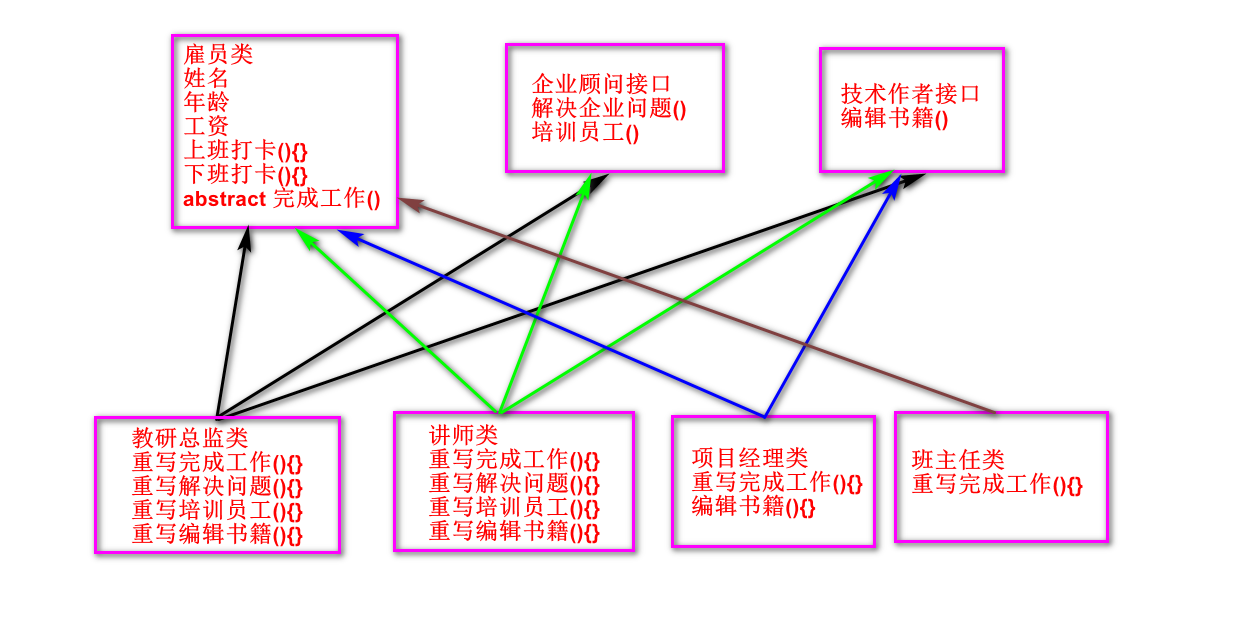 雇员类
姓名
年龄
工资
上班打卡(){}
下班打卡(){}
abstract 完成工作()
企业顾问接口
解决企业问题()
培训员工()
技术作者接口
编辑书籍()
教研总监类
重写完成工作(){}
重写解决问题(){}
重写培训员工(){}
重写编辑书籍(){}
讲师类
重写完成工作(){}
重写解决问题(){}
重写培训员工(){}
重写编辑书籍(){}
项目经理类
重写完成工作(){}
编辑书籍(){}
班主任类
重写完成工作(){}